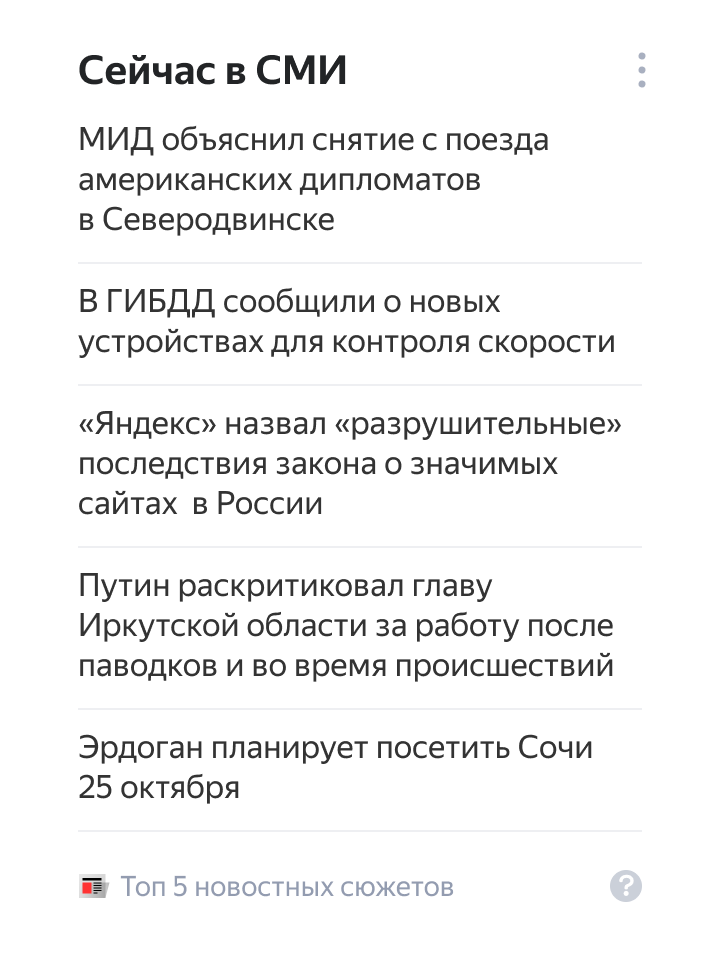 Сейчас в СМИ
МИД объяснил снятие с поезда
американских дипломатов
в Северодвинске
В ГИБДД сообщили о новых
устройствах для контроля скорости
«Яндекс» назвал «разрушительные»
последствия закона о значимых
сайтах  в России
Путин раскритиковал главу
Иркутской области за работу после
паводков и во время происшествий
Эрдоган планирует посетить Сочи
25 октября
Топ 5 новостных сюжетов
?